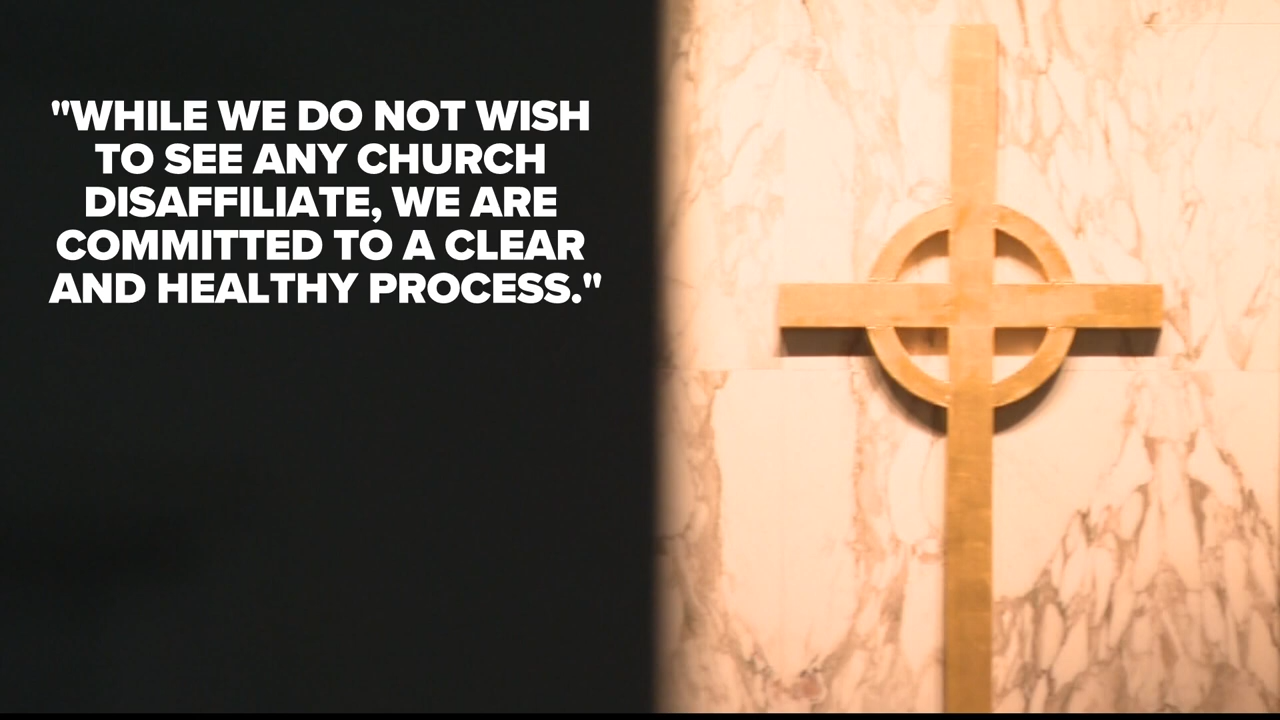 "WHILE WE DO NOT WISH
TO SEE ANY CHURCH
DISAFFILIATE, WE ARE
COMMITTED TO A CLEAR
AND HEALTHY PROCESS."